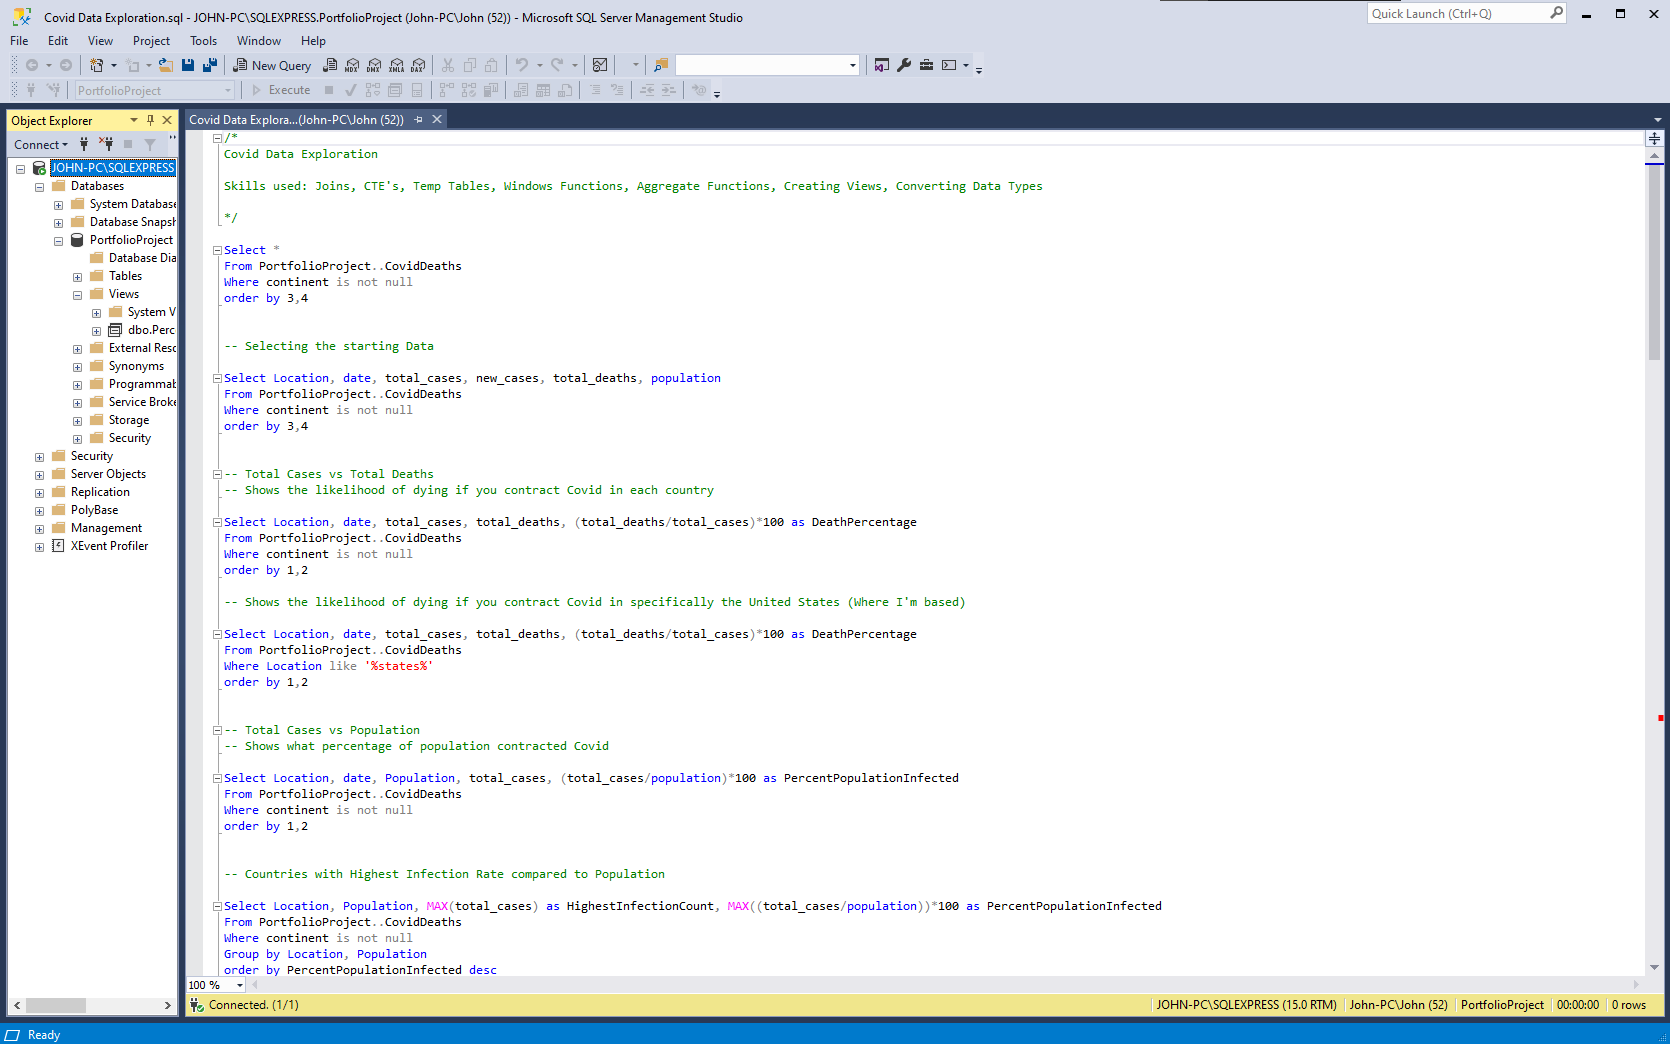 Covid Data Exploration.sql - JOHN-PC\SQLEXPRESS.PortfolioProject (John-PC\John (52)) - Microsoft SQL Server Management Studio
Quick Launch (Ctrl+Q)
File Edit View Project Tools Window Help
New Query
MDX DMX XMLA DAX
PortfolioProject
Execute
Object Explorer
Connect
JOHN-PC\SQLEXPRESS
Databases
System Database
Database Snapsh
PortfolioProject
Database Dia
Tables
Views
System V
dbo.Perc
External Reso
Synonyms
Programmab
Service Broke
Storage
Security
Security
Server Objects
Replication
PolyBase
Management
XEvent Profiler
Covid Data Explora...(John-PC\John (52))
/*
Covid Data Exploration
Skills used: Joins, CTE's, Temp Tables, Windows Functions, Aggregate Functions, Creating Views, Converting Data Types
*/
Select *
From PortfolioProject..CovidDeaths
Where continent is not null
order by 3,4
-- Selecting the starting Data
Select Location, date, total_cases, new_cases, total_deaths, population
From PortfolioProject..CovidDeaths
Where continent is not null
order by 3,4
-- Total Cases vs Total Deaths
-- Shows the likelihood of dying if you contract Covid in each country
Select Location, date, total_cases, total_deaths, (total_deaths/total_cases)*100 as DeathPercentage
From PortfolioProject..CovidDeaths
Where continent is not null
order by 1,2
-- Shows the likelihood of dying if you contract Covid in specifically the United States (Where I'm based)
Select Location, date, total_cases, total_deaths, (total_deaths/total_cases)*100 as DeathPercentage
From PortfolioProject..CovidDeaths
Where Location like '%states%'
order by 1,2
-- Total Cases vs Population
-- Shows what percentage of population contracted Covid
Select Location, date, Population, total_cases, (total_cases/population)*100 as PercentPopulationInfected
From PortfolioProject..CovidDeaths
Where continent is not null
order by 1,2
-- Countries with Highest Infection Rate compared to Population
Select Location, Population, MAX(total_cases) as HighestInfectionCount, MAX((total_cases/population))*100 as PercentPopulationInfected
From PortfolioProject..CovidDeaths
Where continent is not null
Group by Location, Population
order by PercentPopulationInfected desc
100 %
Connected. (1/1)
JOHN-PC\SQLEXPRESS (15.0 RTM) John-PC\John (52) PortfolioProject 00:00:00 0 rows
Ready